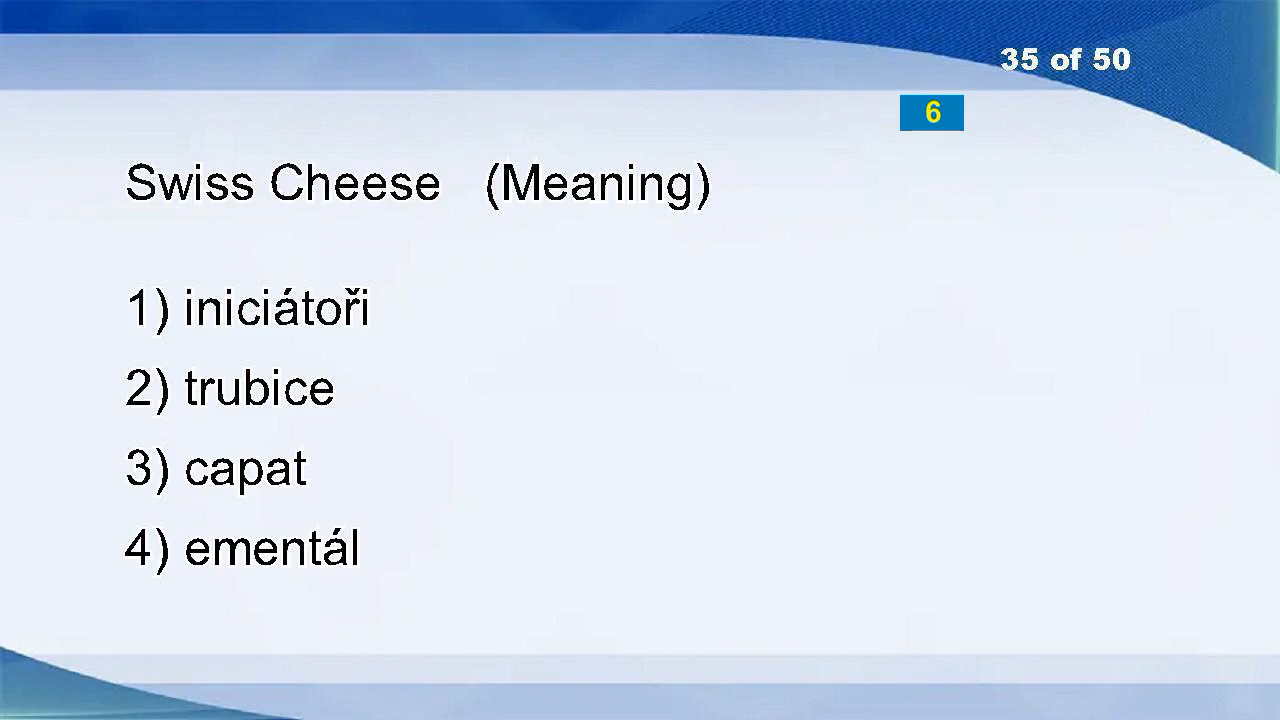 35 of 50
6
Swiss Cheese (Meaning)
1) iniciátoři
2) trubice
3) capat
4) ementál